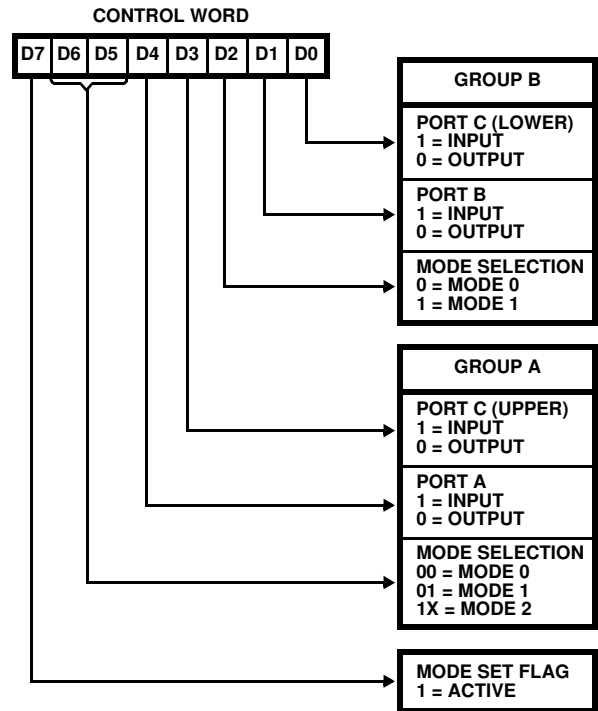 CONTROL WORD
D7 D6 D5 D4 D3 D2 D1 D0
GROUP B
PORT C (LOWER)
1 = INPUT
0 = OUTPUT
PORT B
1 = INPUT
0 = OUTPUT
MODE SELECTION
0 = MODE 0
1 = MODE 1
GROUP A
PORT C (UPPER)
1 = INPUT
0 = OUTPUT
PORT A
1 = INPUT
0 = OUTPUT
MODE SELECTION
00 = MODE 0
01 = MODE 1
1X = MODE 2
MODE SET FLAG
1 = ACTIVE